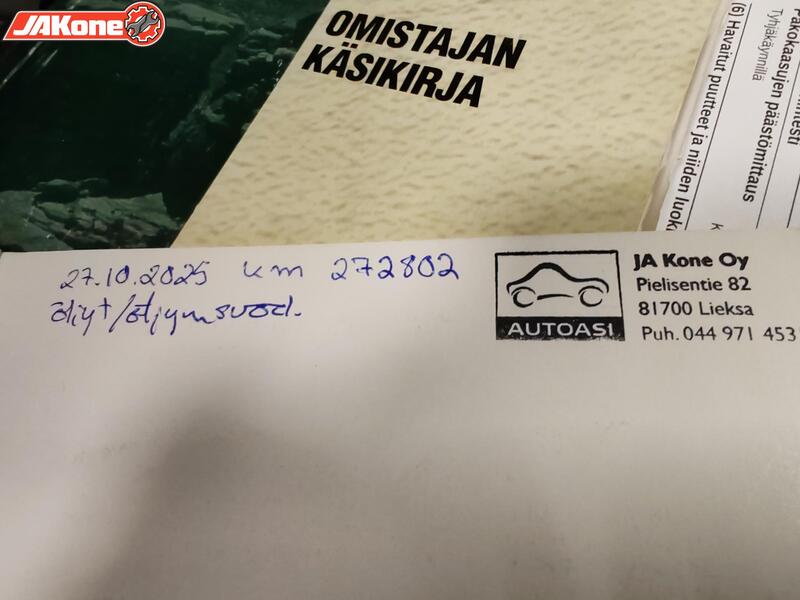 JAKone
OMISTAJAN
KÄSIKIRJA
Tyhjäkäynnillä
Pakokaasujen päästömittaus
(6) Havaitut puutteet ja niiden luok
27.10.2025 km 272802
öljyt/öljynsuod.
AUTOASI
JA Kone Oy
Pielisentie 82
81700 Lieksa
Puh. 044 971 453